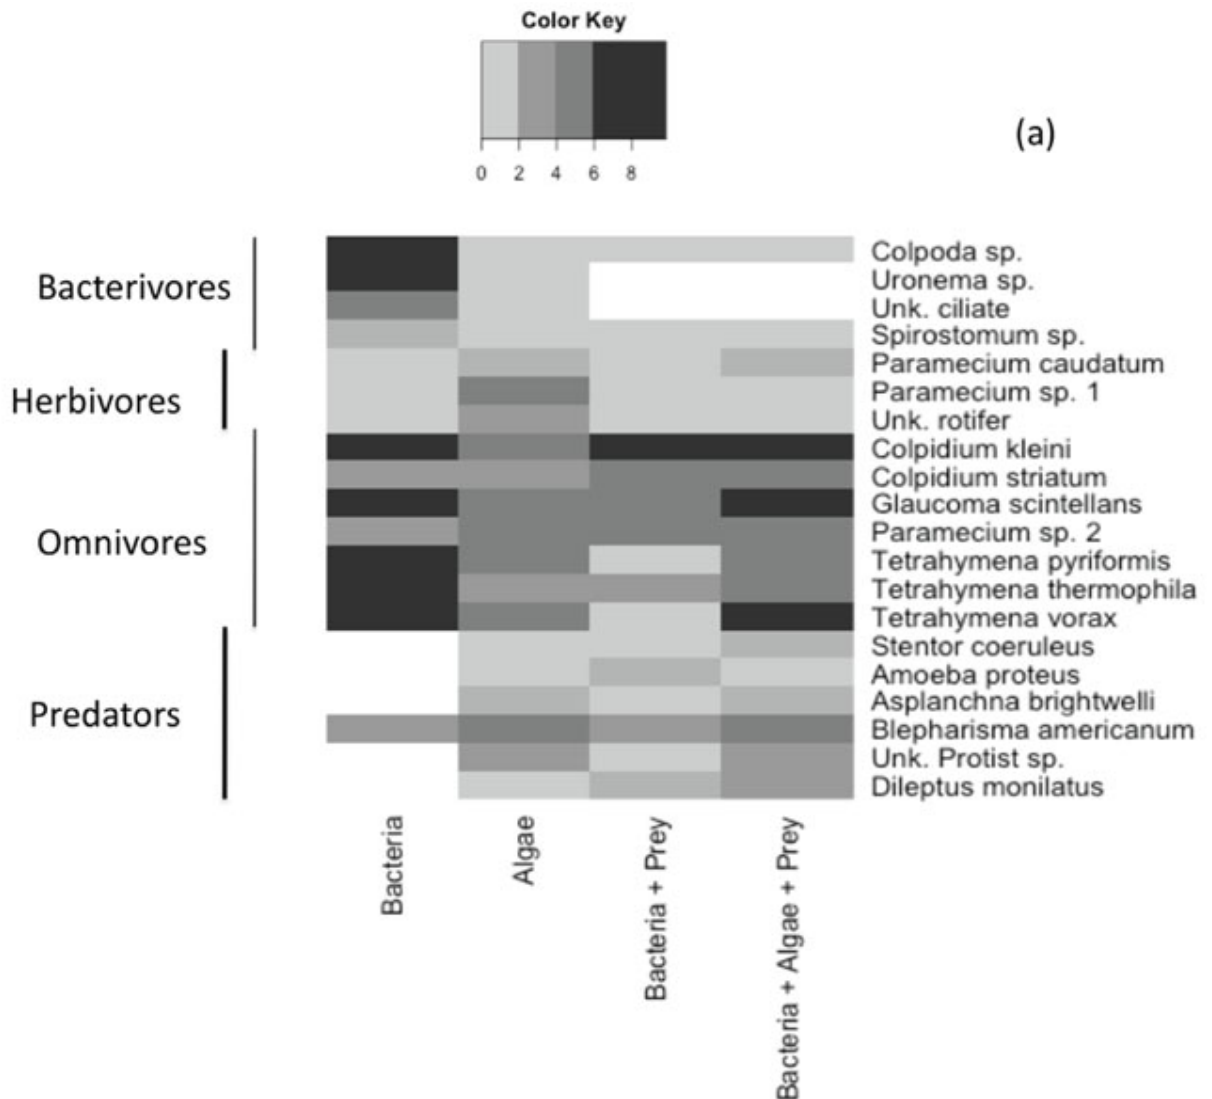 Color Key
0 2 4 6 8
(a)
Bacterivores
Herbivores
Omnivores
Predators
Colpoda sp.
Uronema sp.
Unk. ciliate
Spirostomum sp.
Paramecium caudatum
Paramecium sp. 1
Unk. rotifer
Colpidium kleini
Colpidium striatum
Glaucoma scintellans
Paramecium sp. 2
Tetrahymena pyriformis
Tetrahymena thermophila
Tetrahymena vorax
Stentor coeruleus
Amoeba proteus
Asplanchna brightwelli
Blepharisma americanum
Unk. Protist sp.
Dileptus monilatus
Bacteria
Algae
Bacteria + Prey
Bacteria + Algae + Prey